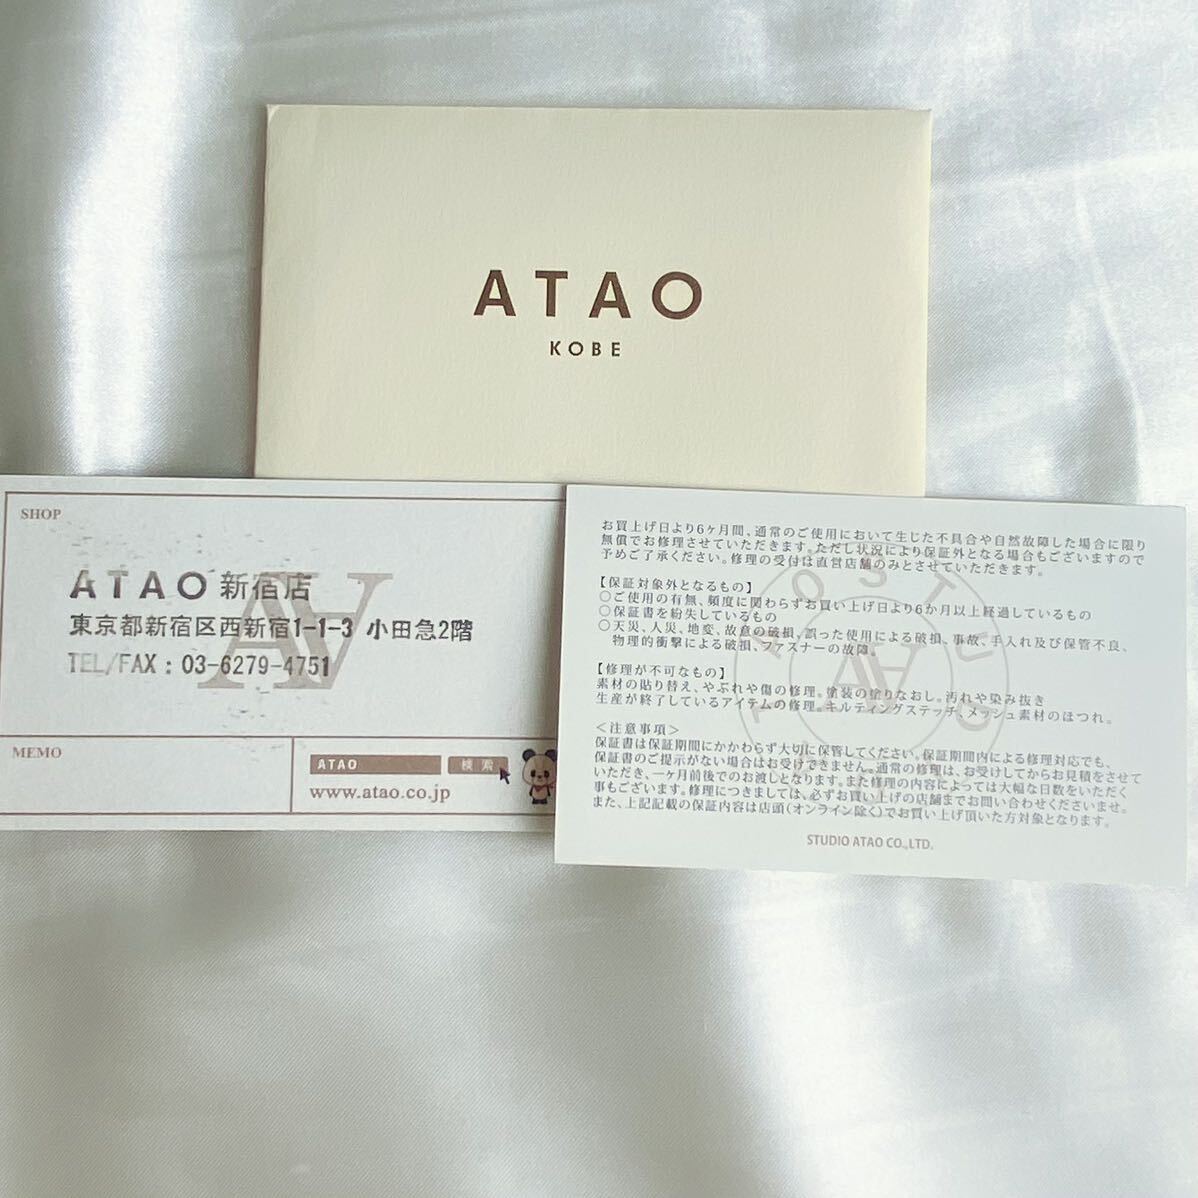 ATAO
KOBE
SHOP
ATAO 新宿店
東京都新宿区西新宿1-1-3 小田急2階
TEL/FAX : 03-6279-4751
MEMO
ATAO
検索
www.atao.co.jp
お買上げ日より6ヶ月間、通常のご使用において生じた不具合や自然故障した場合に限り
無償でお修理させていただきます。ただし状況により保証外となる場合もございますので
予めご了承ください。修理の受付は直営店舗のみとさせていただきます。
【保証対象外となるもの】
○ご使用の有無、頻度に関わらずお買い上げ日より6か月以上経過しているもの
○保証書を紛失しているもの
○天災、人災、地変、故意の破損、誤った使用による破損、事故、手入れ及び保管不良、
物理的衝撃による破損、ファスナーの故障。
【修理が不可なもの】
素材の貼り替え、やぶれや傷の修理。塗装の塗りなおし。汚れや染み抜き
生産が終了しているアイテムの修理。キルティングステッチ、メッシュ素材のほつれ。
＜注意事項＞
保証書は保証期間にかかわらず大切に保管してください。保証期間内による修理対応でも、
保証書のご提示がない場合はお受けできません。通常の修理は、お受けしてからお見積をさせて
いただき、一ヶ月前後でのお渡しとなります。また修理の内容によっては大幅な日数をいただく
事もございます。修理につきましては、必ずお買い上げの店舗までお問い合わせくださいませ。
また、上記記載の保証内容は店頭(オンライン除く)でお買い上げ頂いた方対象となります。
STUDIO ATAO CO.,LTD.